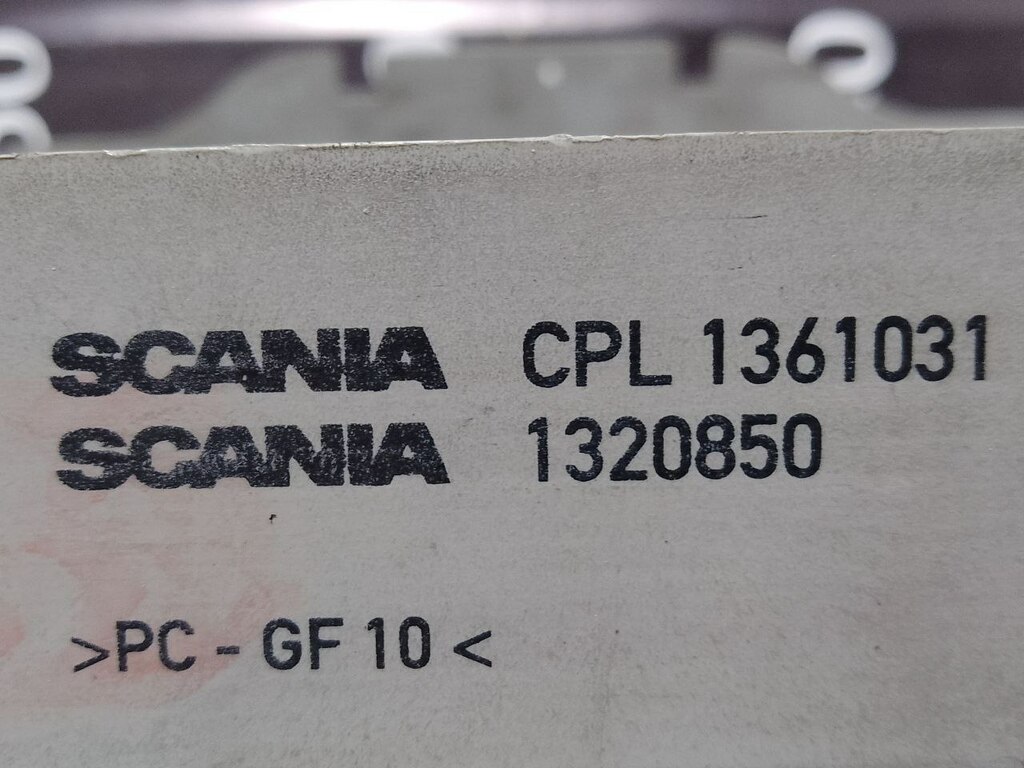 SCANIA CPL 1361031
SCANIA 1320850
>PC-GF 10<